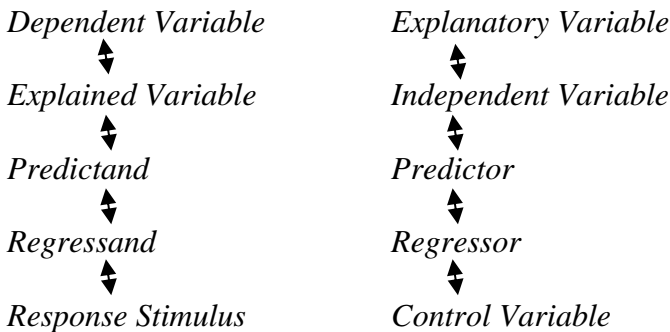 Dependent Variable Explanatory Variable
Explained Variable Independent Variable
Predictand Predictor
Regressand Regressor
Response Stimulus Control Variable